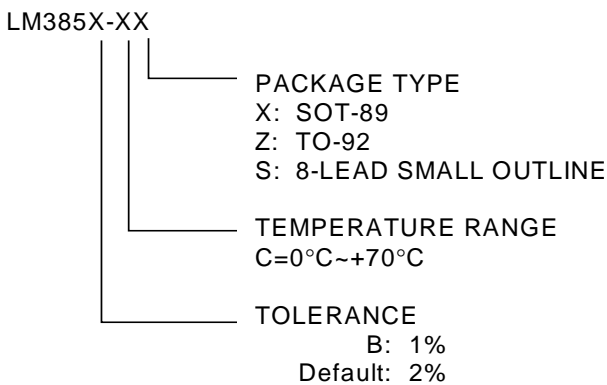 LM385X-XX
PACKAGE TYPE
X: SOT-89
Z: TO-92
S: 8-LEAD SMALL OUTLINE
TEMPERATURE RANGE
C=0°C~+70°C
TOLERANCE
B: 1%
Default: 2%